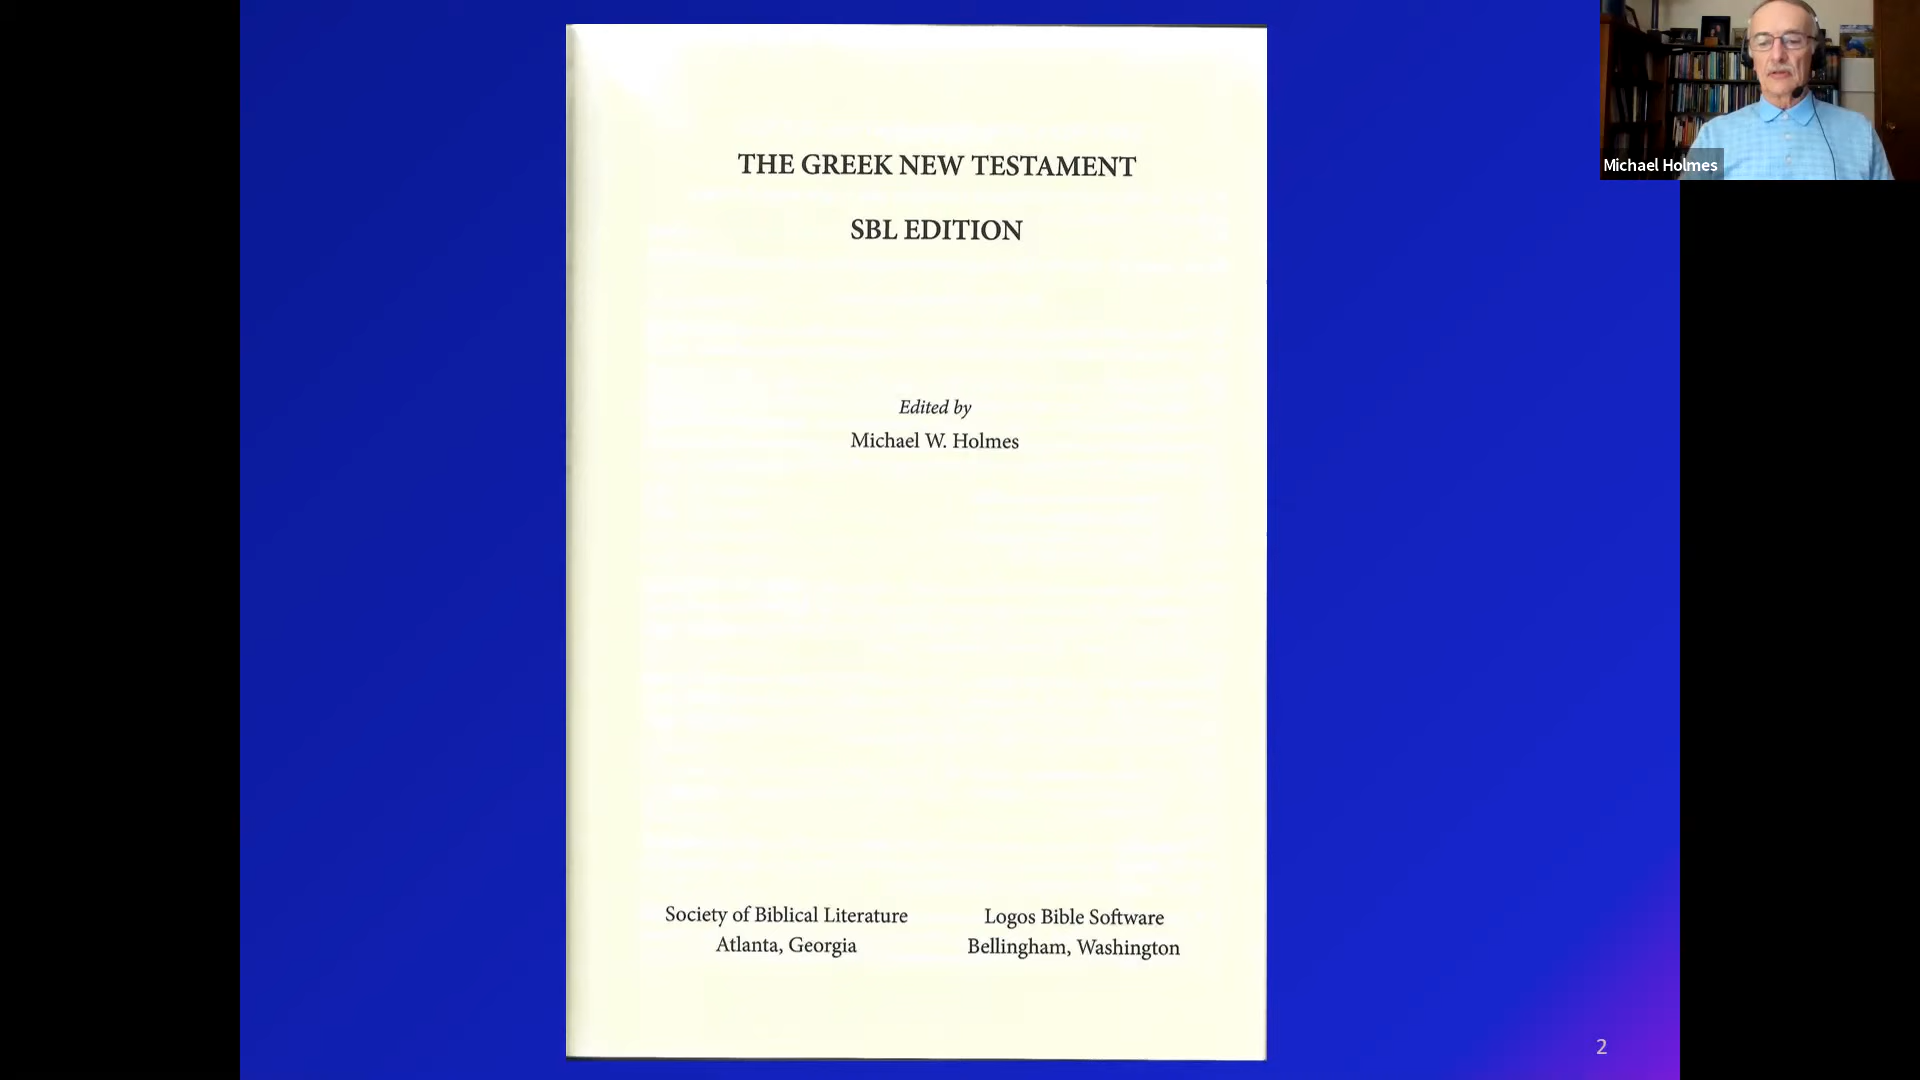 THE GREEK NEW TESTAMENT
SBL EDITION
Edited by
Michael W. Holmes
Society of Biblical Literature
Atlanta, Georgia
Logos Bible Software
Bellingham, Washington
Michael Holmes
2